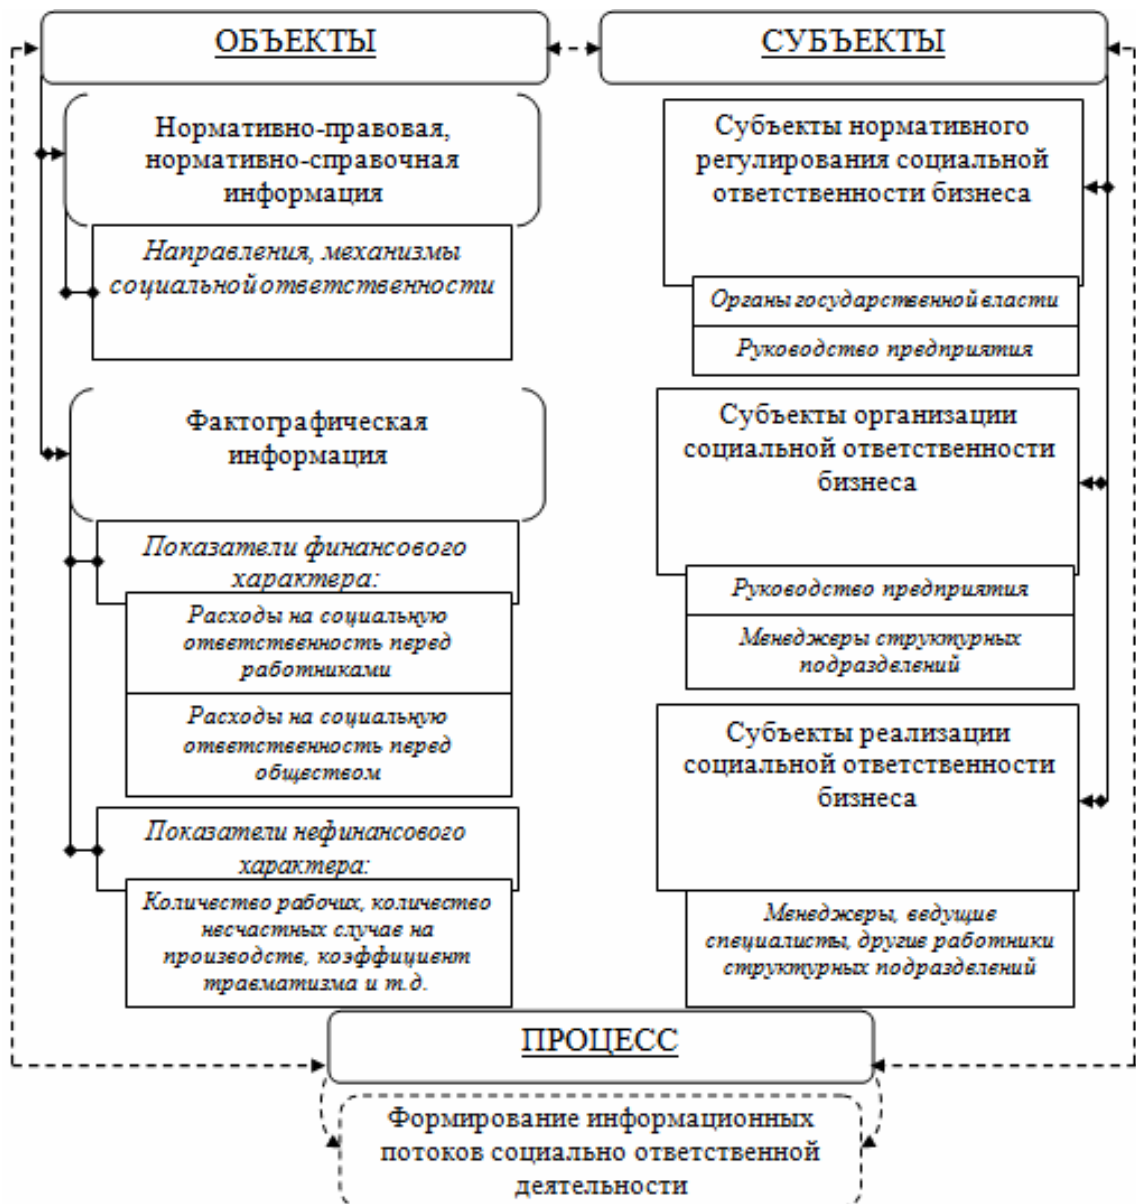 ОБЪЕКТЫ
Нормативно-правовая,
нормативно-справочная
информация
Направления, механизмы
социальной ответственности
Фактографическая
информация
Показатели финансового
характера:
Расходы на социальную
ответственность перед
работниками
Расходы на социальную
ответственность перед
обществом
Показатели нефинансового
характера:
Количество рабочих, количество
несчастных случае на
производств, коэффициент
травматизма и т.д.
СУБЪЕКТЫ
Субъекты нормативного
регулирования социальной
ответственности бизнеса
Органы государственной власти
Руководство предприятия
Субъекты организации
социальной ответственности
бизнеса
Руководство предприятия
Менеджеры структурных
подразделений
Субъекты реализации
социальной ответственности
бизнеса
Менеджеры, ведущие
специалисты, другие работники
структурных подразделений
ПРОЦЕСС
Формирование информационных
потоков социально ответственной
деятельности